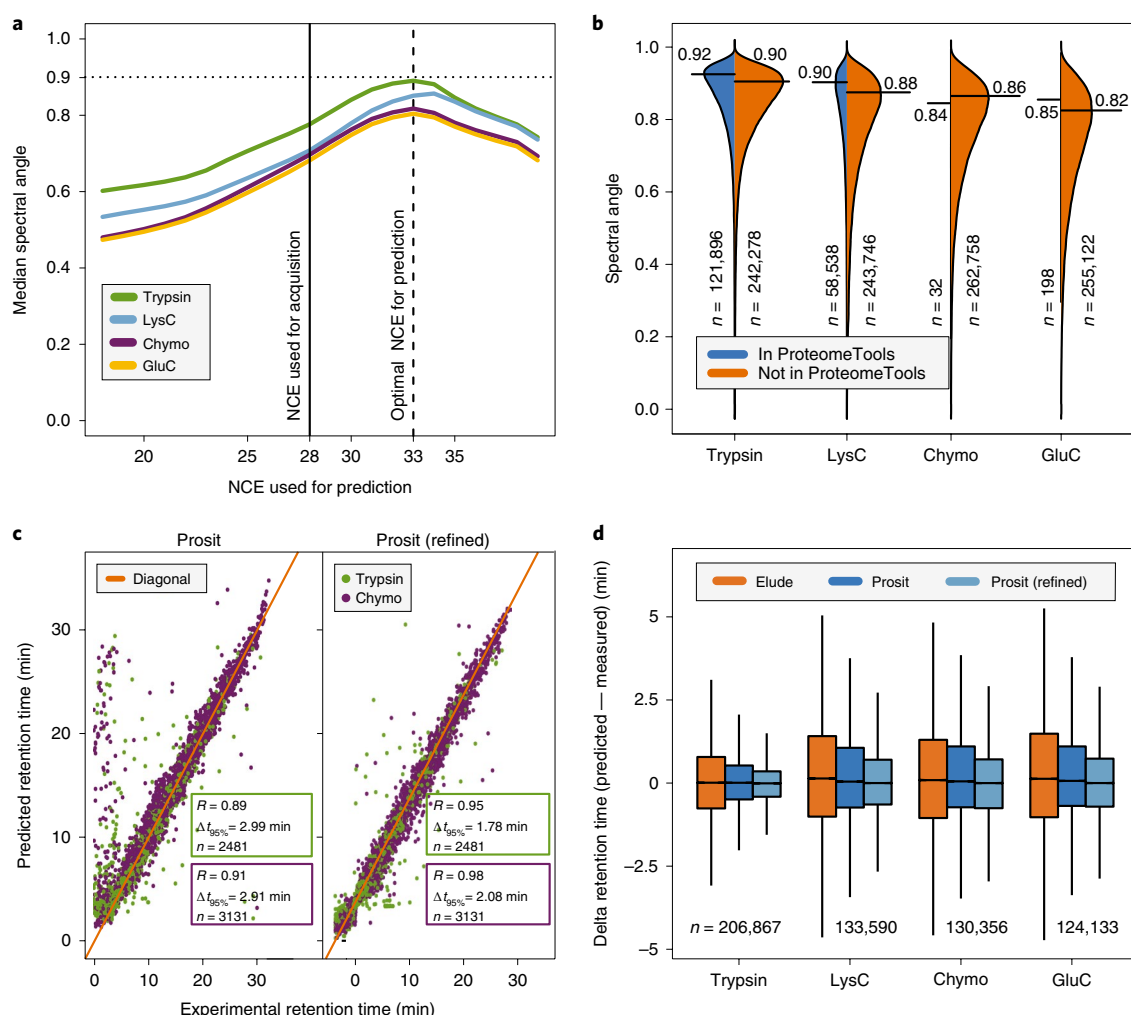 a
Median spectral angle
1.0
0.9
0.8
0.6
0.4
0.2
0.0
NCE used for acquisition
Optimal NCE for prediction
Trypsin
LysC
Chymo
GluC
20
25
28
30
33
35
NCE used for prediction
b
Spectral angle
1.0
0.8
0.6
0.4
0.2
0.0
0.92
0.90
0.90
0.88
0.84
0.86
0.85
0.82
n = 121,896
n = 242,278
n = 58,538
n = 243,746
n = 32
n = 262,758
n = 198
n = 255,122
In ProteomeTools
Not in ProteomeTools
Trypsin
LysC
Chymo
GluC
c
Prosit
Prosit (refined)
Predicted retention time (min)
30
20
10
0
Diagonal
Trypsin
Chymo
R = 0.89
Δt95% = 2.99 min
n = 2481
R = 0.91
Δt95% = 2.91 min
n = 3131
R = 0.95
Δt95% = 1.78 min
n = 2481
R = 0.98
Δt95% = 2.08 min
n = 3131
0
10
20
30
0
10
20
30
Experimental retention time (min)
d
Delta retention time (predicted — measured) (min)
5
2.5
0
−2.5
−5
Elude
Prosit
Prosit (refined)
n = 206,867
133,590
130,356
124,133
Trypsin
LysC
Chymo
GluC